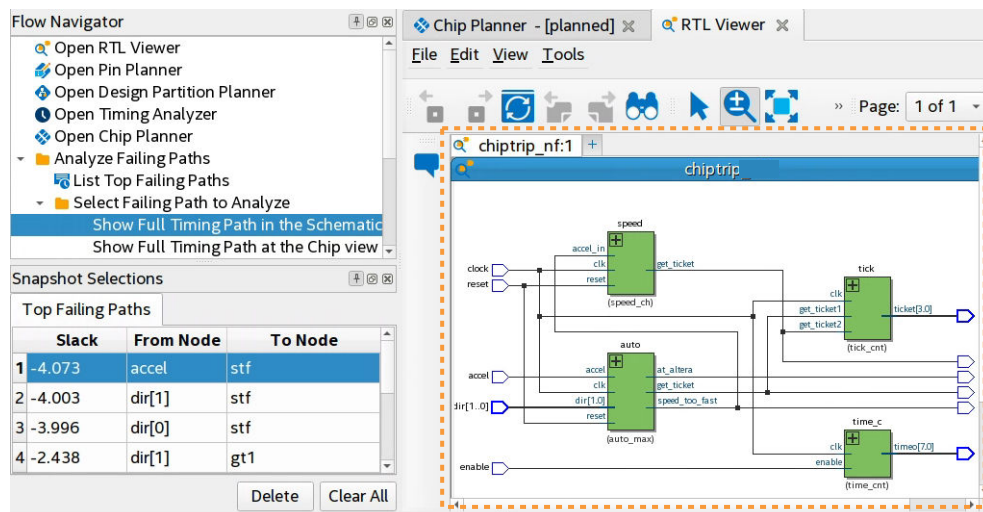 Flow Navigator
Open RTL Viewer
Open Pin Planner
Open Design Partition Planner
Open Timing Analyzer
Open Chip Planner
Analyze Failing Paths
List Top Failing Paths
Select Failing Path to Analyze
Show Full Timing Path in the Schematic
Show Full Timing Path at the Chip view
Snapshot Selections
Top Failing Paths
Slack From Node To Node
1 -4.073 accel stf
2 -4.003 dir[1] stf
3 -3.996 dir[0] stf
4 -2.438 dir[1] gt1
Delete Clear All
Chip Planner - [planned] RTL Viewer
File Edit View Tools
» Page: 1 of 1
chiptrip_nf:1 +
chiptrip_
speed
accel_in
clk
reset
get_ticket
(speed_ch)
clock
reset
tick
clk
get_ticket1
get_ticket2
ticket[3.0]
(tick_cnt)
auto
accel
clk
dir[1.0]
reset
at_altera
get_ticket
speed_too_fast
(auto_max)
accel
dir[1..0]
enable
time_c
clk
enable
timeo[7.0]
(time_cnt)